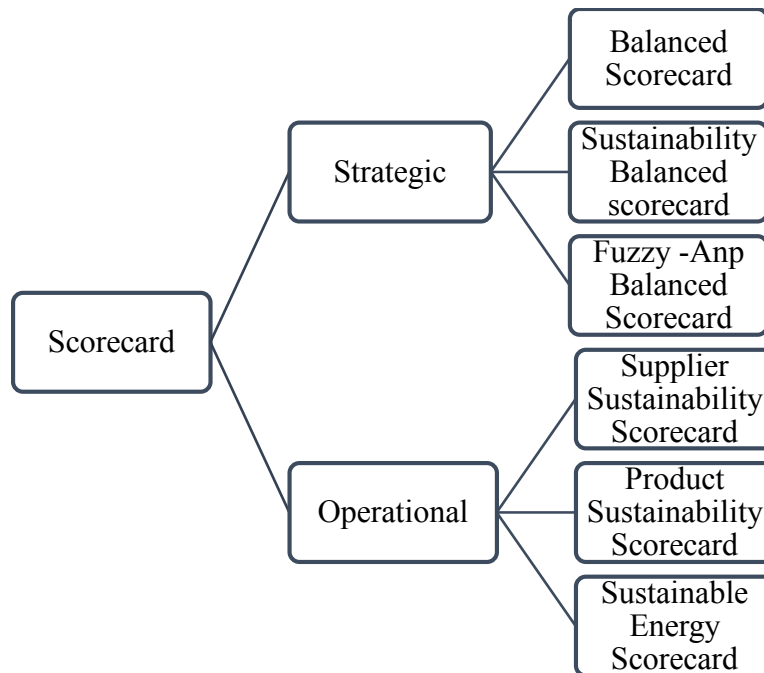 Balanced
Scorecard
Strategic
Sustainability
Balanced
scorecard
Fuzzy -Anp
Balanced
Scorecard
Scorecard
Supplier
Sustainability
Scorecard
Operational
Product
Sustainability
Scorecard
Sustainable
Energy
Scorecard